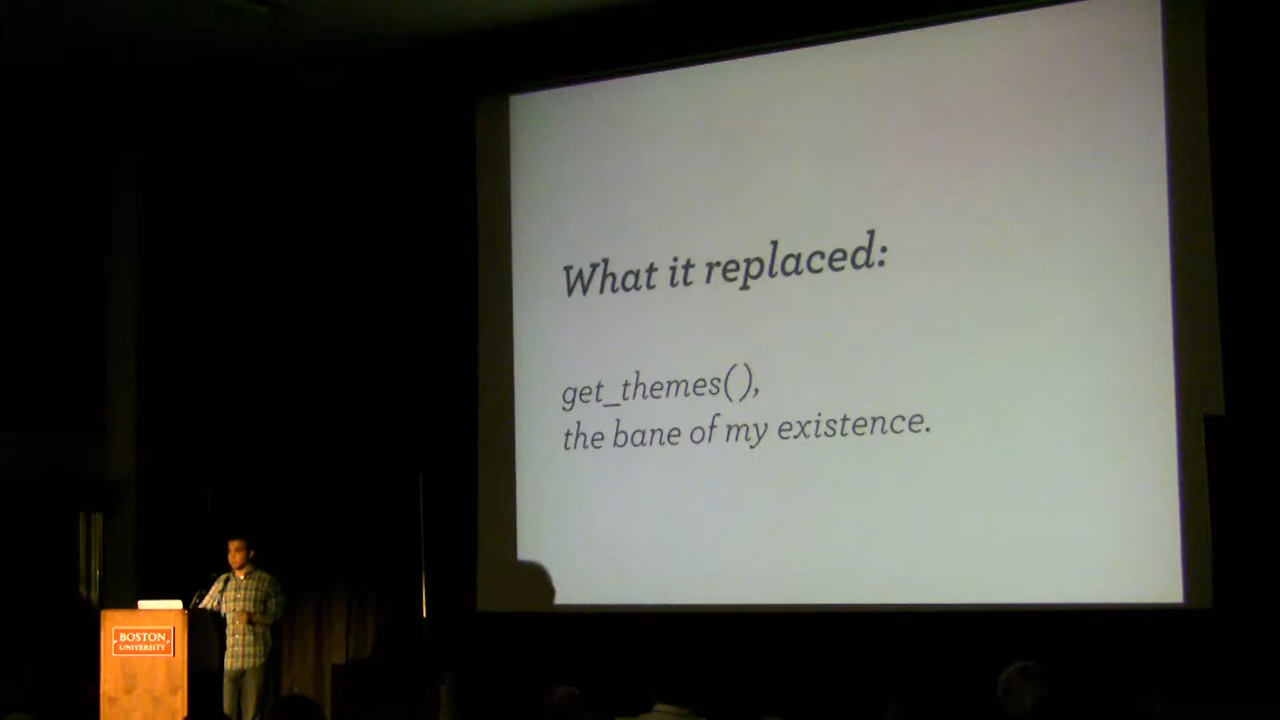 What it replaced:
get_themes(),
the bane of my existence.
BOSTON
UNIVERSITY